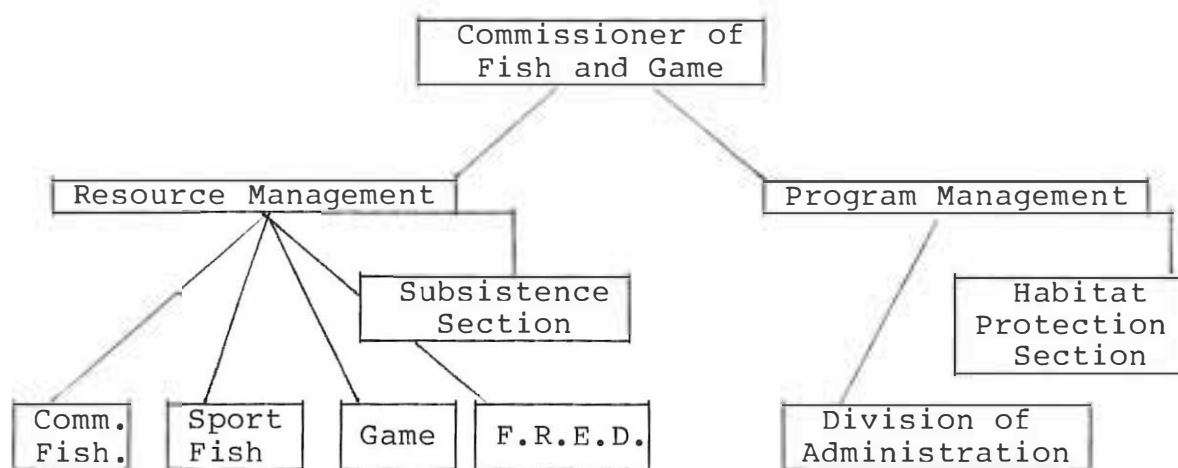 Commissioner of
Fish and Game
Resource Management
Program Management
Subsistence
Section
Habitat
Protection
Section
Comm.
Fish.
Sport
Fish
Game
F.R.E.D.
Division of
Administration